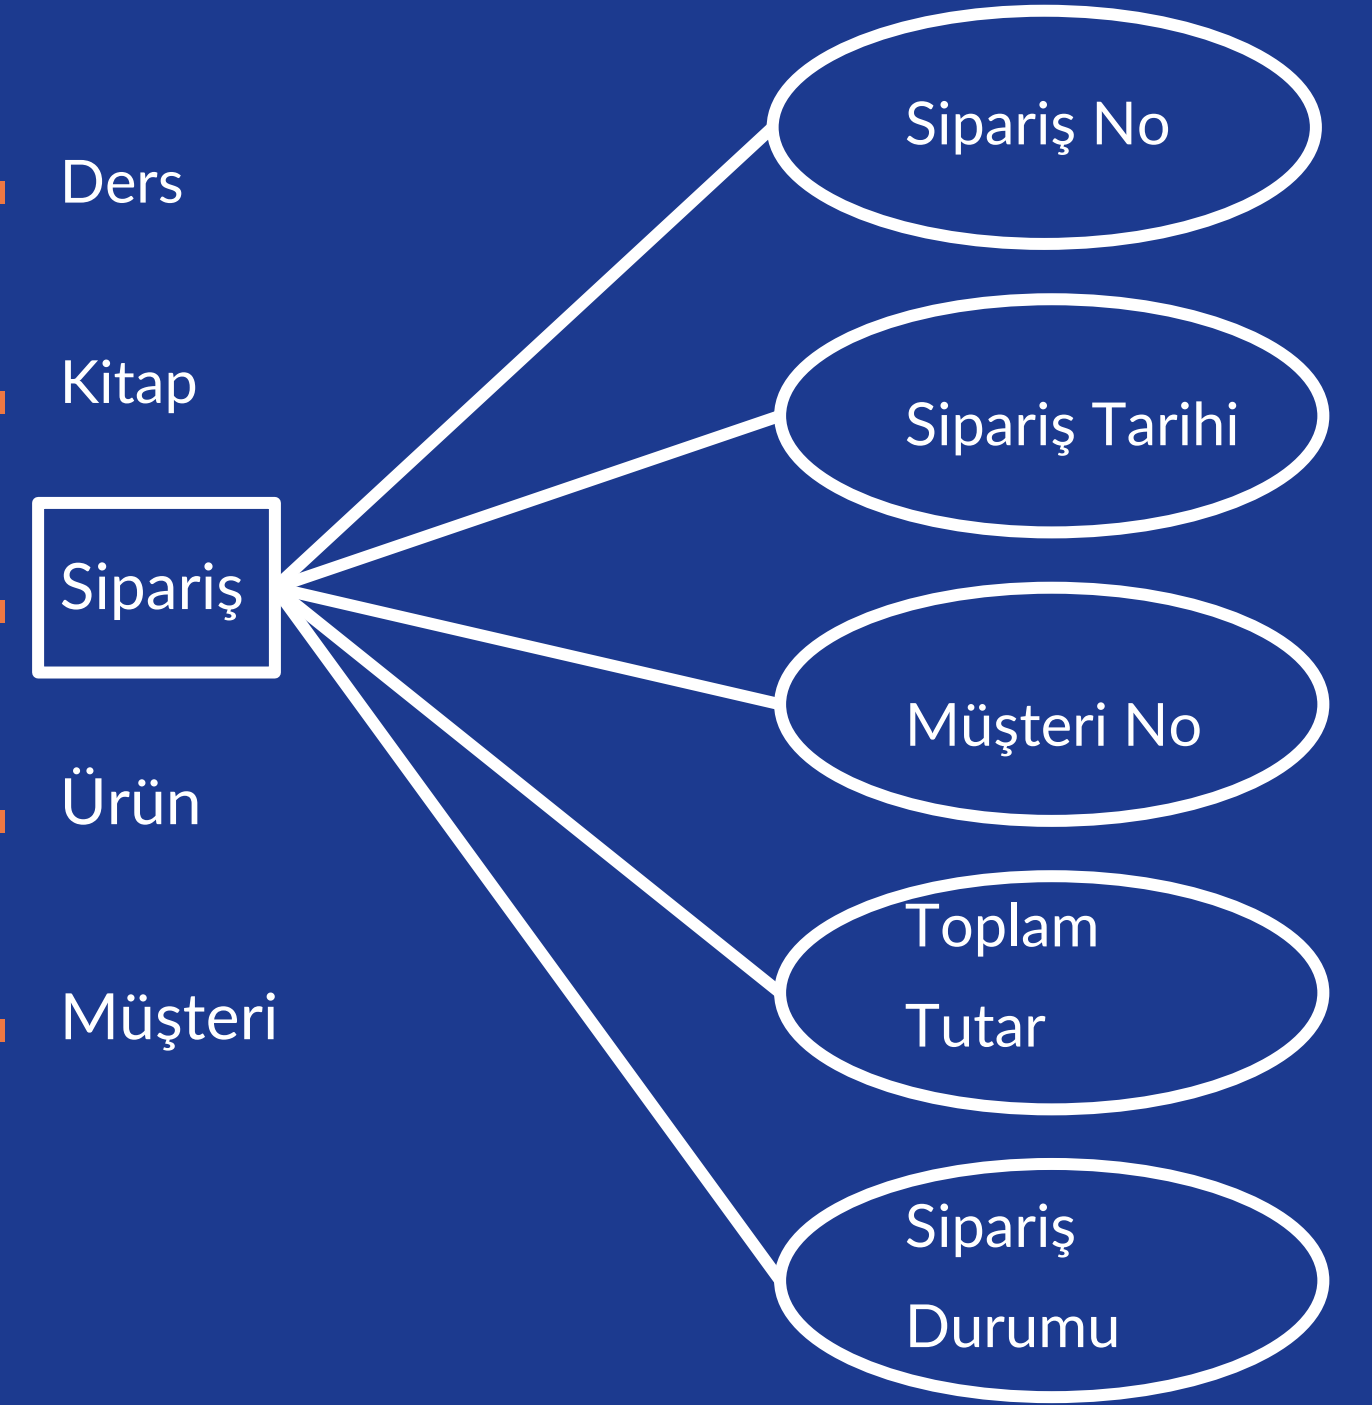 Ders
Kitap
Sipariş
Ürün
Müşteri
Sipariş No
Sipariş Tarihi
Müşteri No
Toplam
Tutar
Sipariş
Durumu